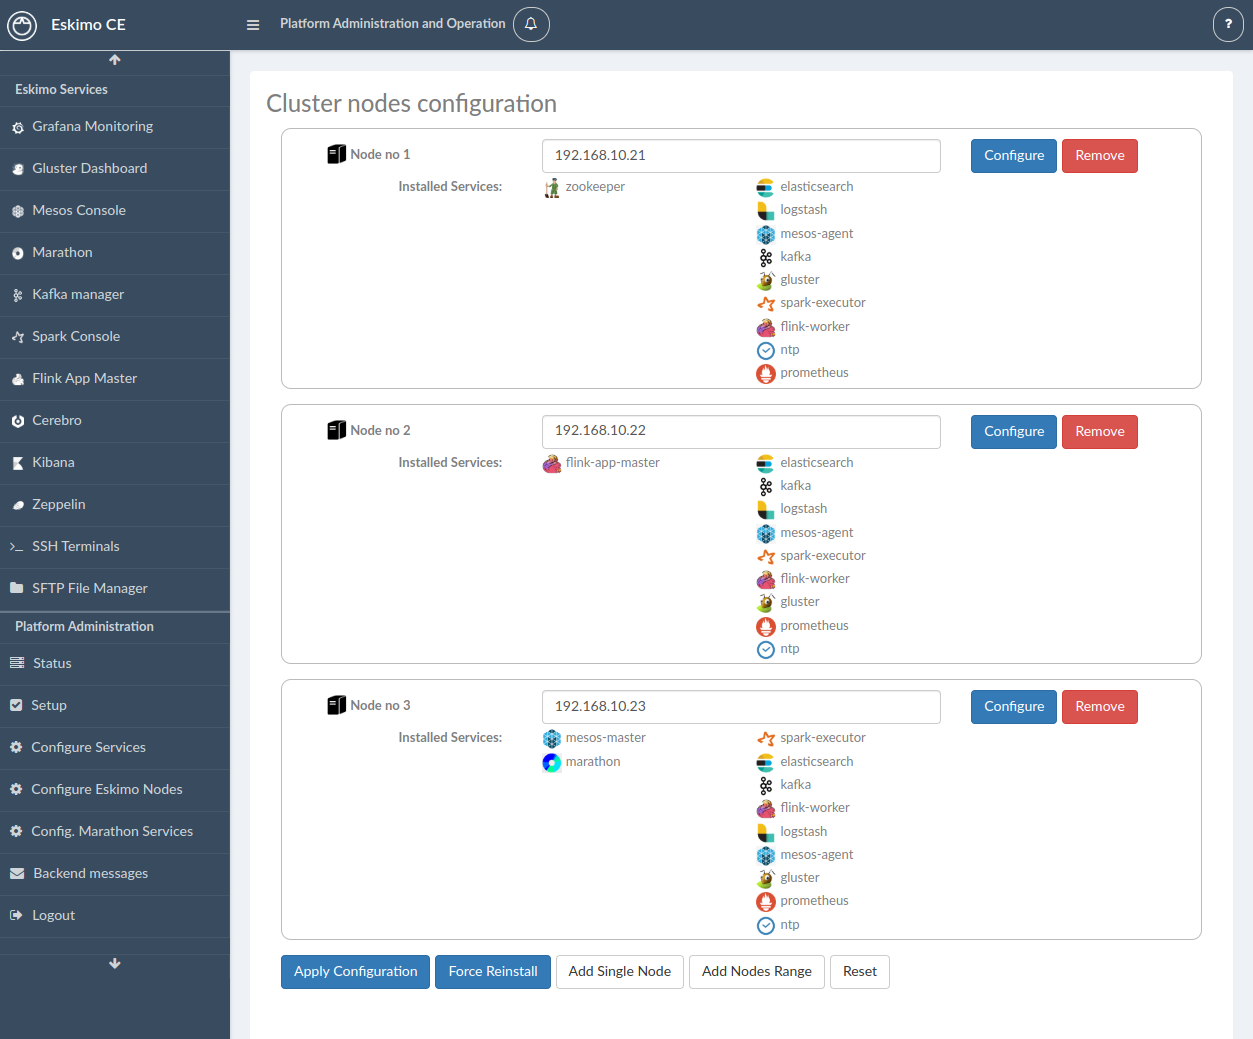 Eskimo CE
Platform Administration and Operation
?
Eskimo Services
Grafana Monitoring
Gluster Dashboard
Mesos Console
Marathon
Kafka manager
Spark Console
Flink App Master
Cerebro
Kibana
Zeppelin
SSH Terminals
SFTP File Manager
Platform Administration
Status
Setup
Configure Services
Configure Eskimo Nodes
Config. Marathon Services
Backend messages
Logout
Cluster nodes configuration
Node no 1
192.168.10.21
Configure
Remove
Installed Services:
zookeeper
elasticsearch
logstash
mesos-agent
kafka
gluster
spark-executor
flink-worker
ntp
prometheus
Node no 2
192.168.10.22
Configure
Remove
Installed Services:
flink-app-master
elasticsearch
kafka
logstash
mesos-agent
spark-executor
flink-worker
gluster
prometheus
ntp
Node no 3
192.168.10.23
Configure
Remove
Installed Services:
mesos-master
marathon
spark-executor
elasticsearch
kafka
flink-worker
logstash
mesos-agent
gluster
prometheus
ntp
Apply Configuration
Force Reinstall
Add Single Node
Add Nodes Range
Reset